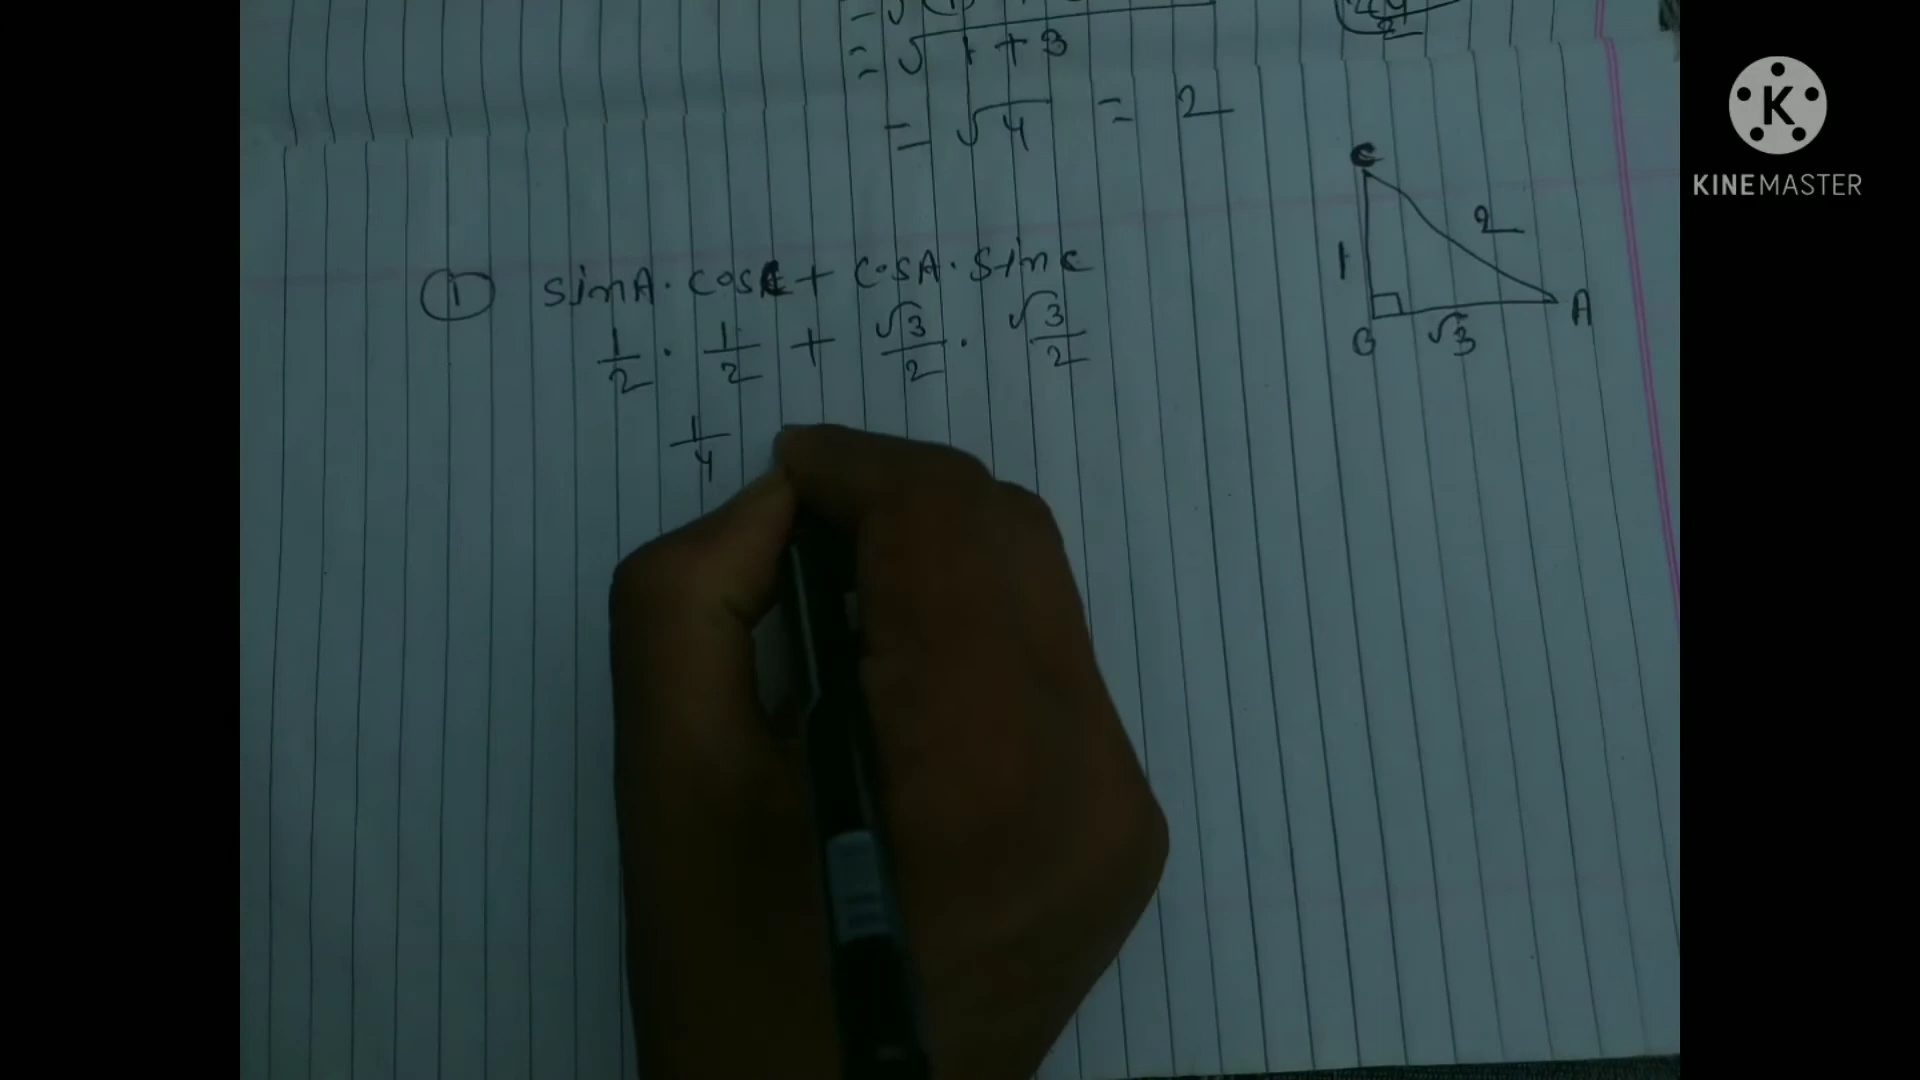 = √1+3
= √4 = 2
① sinA. cosC + cosA. sinC
1/2 . 1/2 + √3/2 . √3/2
1/4
C
1
2
B
√3
A
K
KINEMASTER